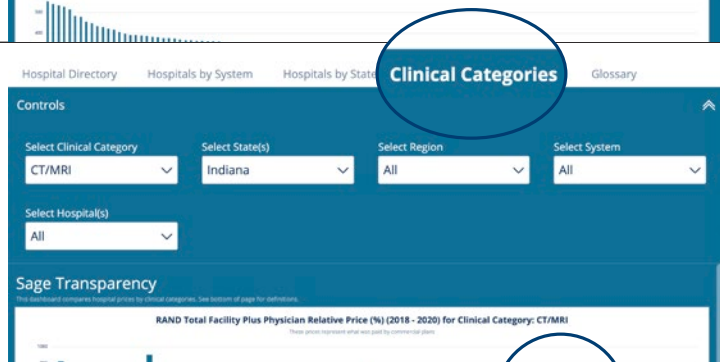 500
400
Hospital Directory Hospitals by System Hospitals by State Clinical Categories Glossary
Controls
Select Clinical Category Select State(s) Select Region Select System
CT/MRI Indiana All All
Select Hospital(s)
All
Sage Transparency
This dashboard compares hospital prices by clinical categories. See bottom of page for definitions.
RAND Total Facility Plus Physician Relative Price (%) (2018 - 2020) for Clinical Category: CT/MRI
These prices represent what was paid by commercial plans
1000